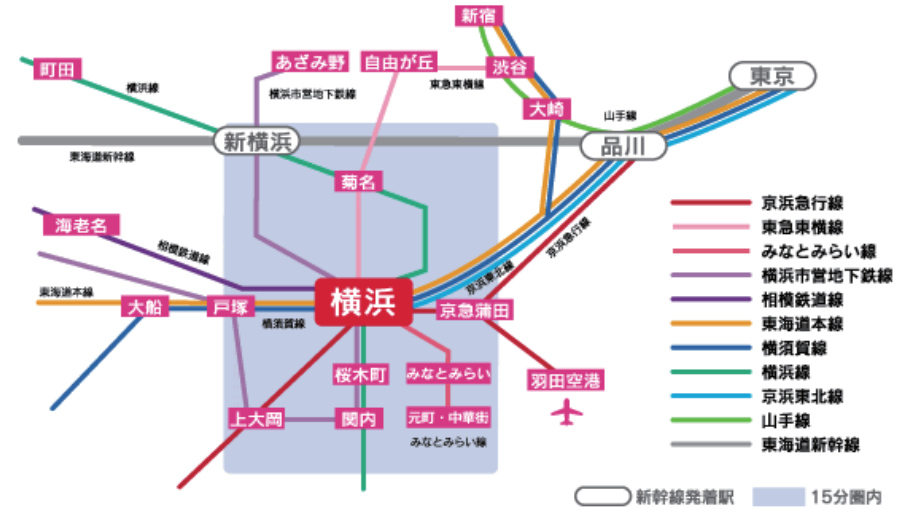 新宿
町田
あざみ野
自由が丘
渋谷
東京
横浜線
横浜市営地下鉄線
東急東横線
大崎
山手線
新横浜
品川
東海道新幹線
菊名
海老名
相模鉄道線
京浜急行線
京浜東北線
東海道本線
大船
戸塚
横浜
京急蒲田
横須賀線
桜木町
みなとみらい
羽田空港
上大岡
関内
元町・中華街
みなとみらい線
京浜急行線
東急東横線
みなとみらい線
横浜市営地下鉄線
相模鉄道線
東海道本線
横須賀線
横浜線
京浜東北線
山手線
東海道新幹線
新幹線発着駅
15分圏内